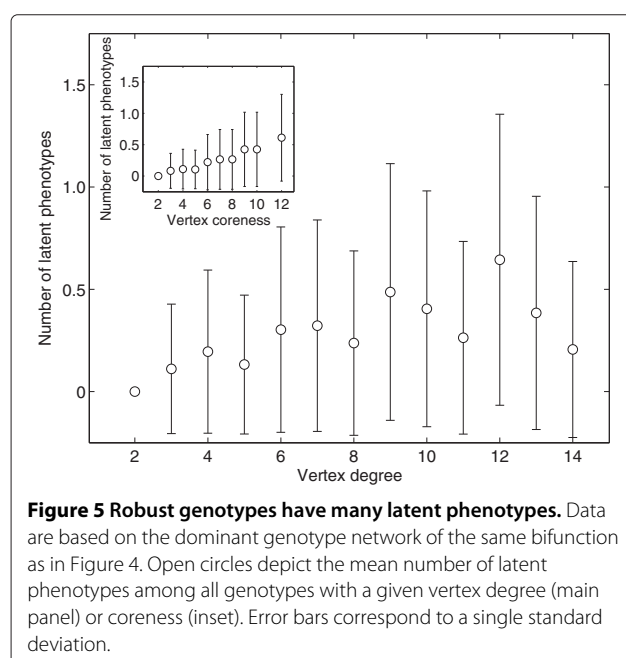 1.5
1.0
0.5
0
Number of latent phenotypes
2 4 6 8 10 12 14
Vertex degree
1.5
1.0
0.5
0
Number of latent phenotypes
2 4 6 8 10 12
Vertex coreness
Figure 5 Robust genotypes have many latent phenotypes. Data
are based on the dominant genotype network of the same bifunction
as in Figure 4. Open circles depict the mean number of latent
phenotypes among all genotypes with a given vertex degree (main
panel) or coreness (inset). Error bars correspond to a single standard
deviation.